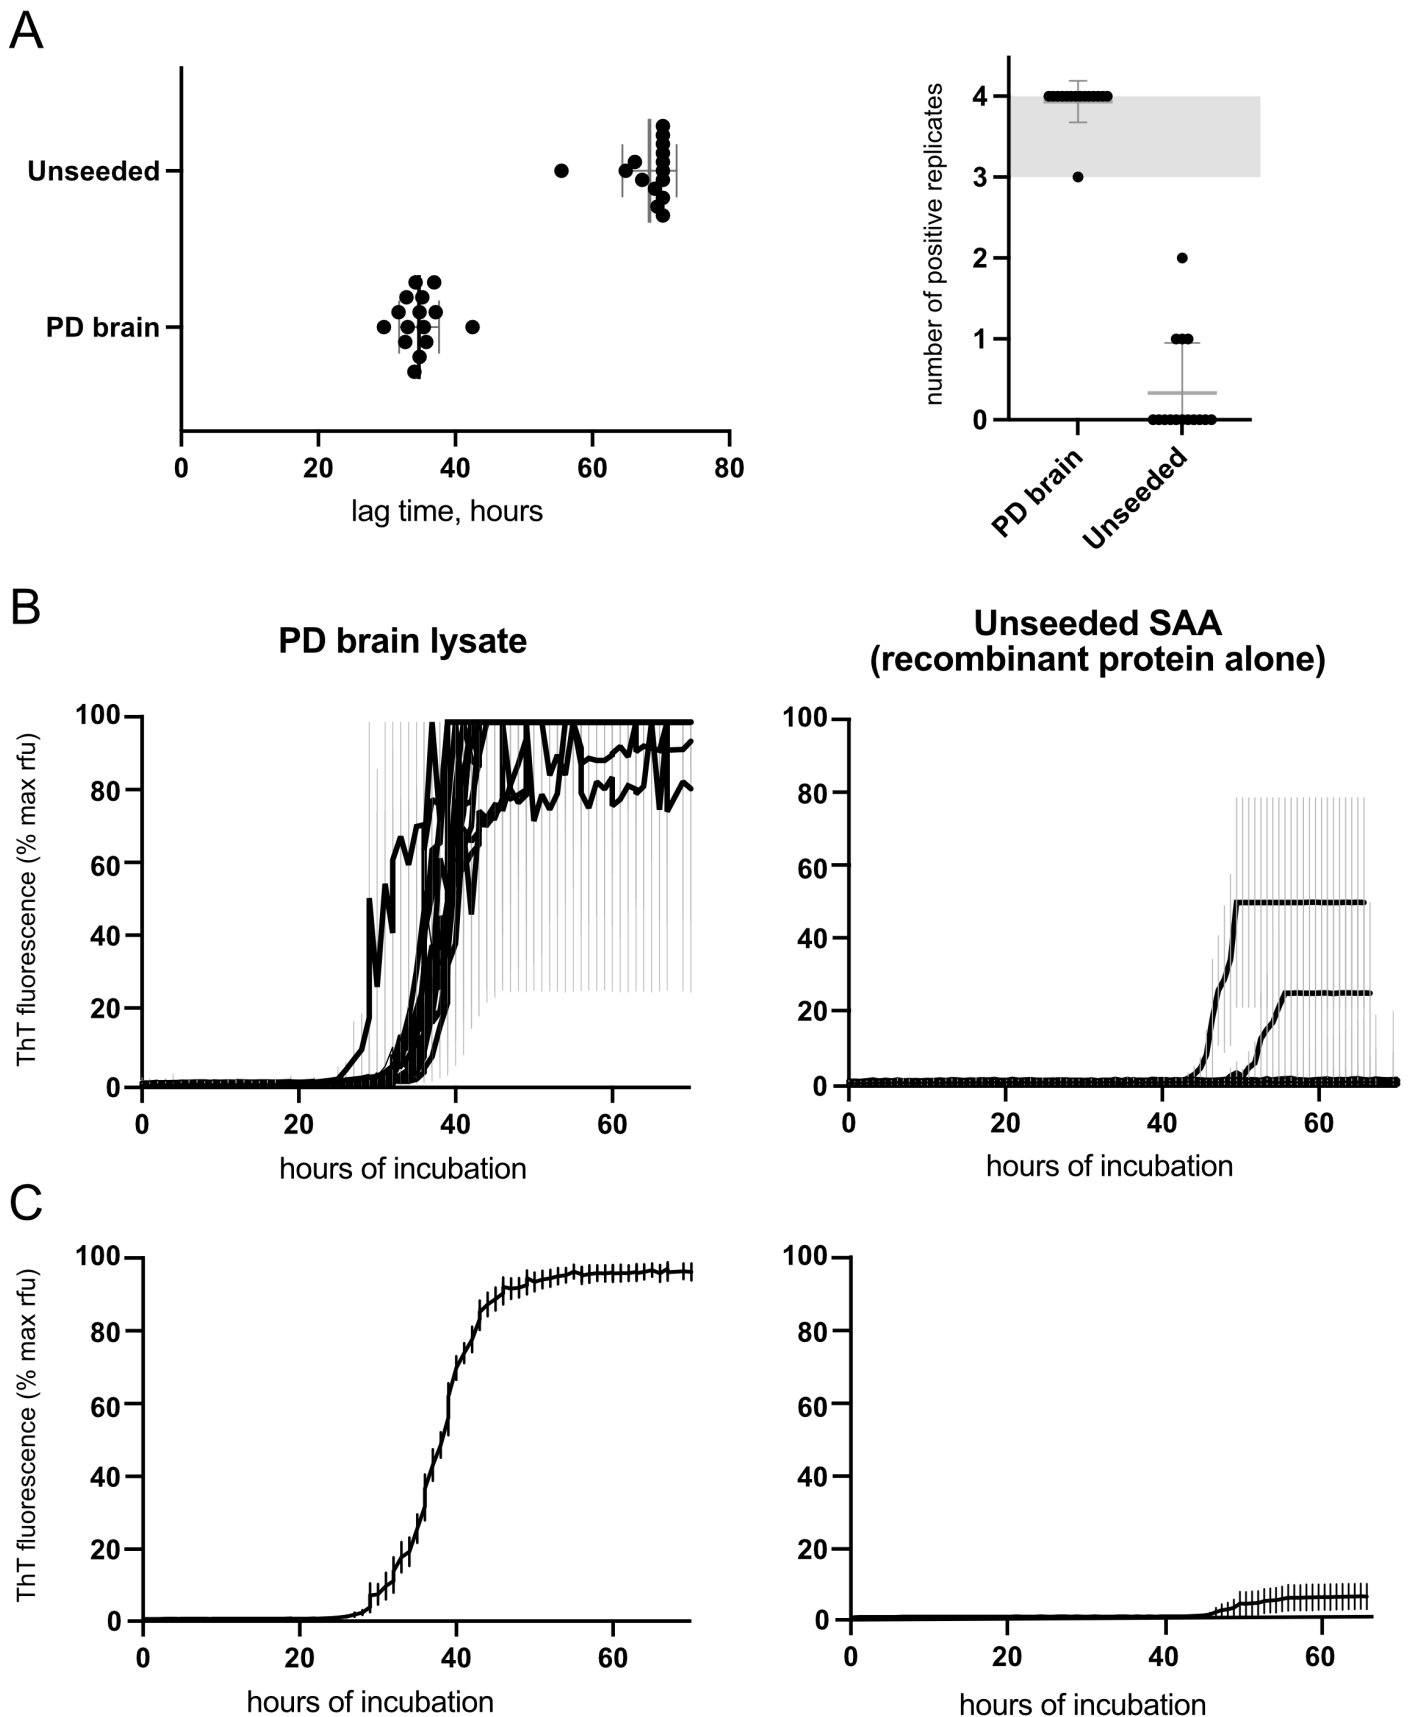 A
Unseeded
PD brain
0 20 40 60 80
lag time, hours
number of positive replicates
4
3
2
1
0
PD brain
Unseeded
B
PD brain lysate
ThT fluorescence (% max rfu)
100
80
60
40
20
0
0 20 40 60
hours of incubation
Unseeded SAA
(recombinant protein alone)
100
80
60
40
20
0
0 20 40 60
hours of incubation
C
ThT fluorescence (% max rfu)
100
80
60
40
20
0
0 20 40 60
hours of incubation
100
80
60
40
20
0
0 20 40 60
hours of incubation